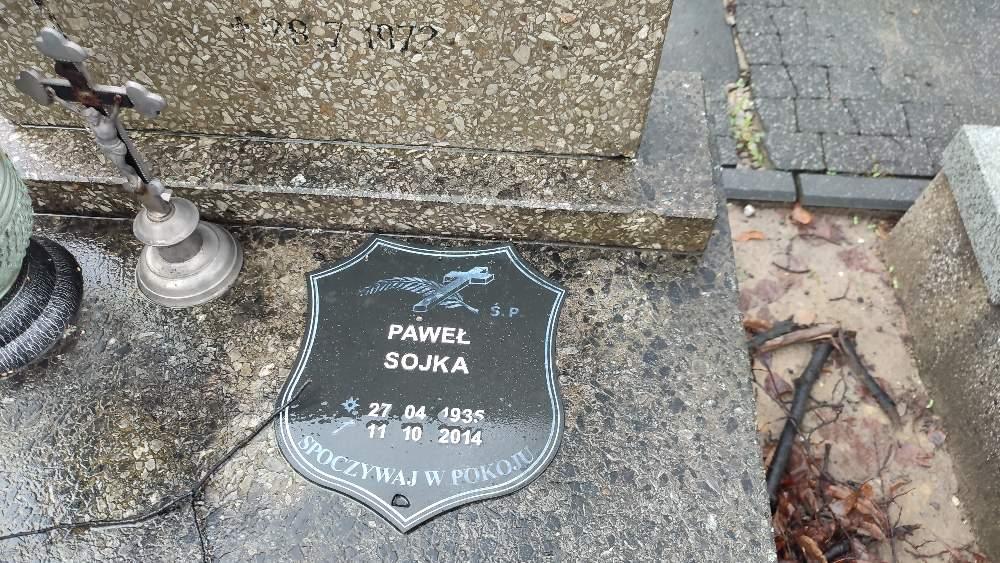 28.7.1972
Ś.P.
PAWEŁ
SOJKA
27 04 1935
11 10 2014
SPOCZYWAJ W POKOJU